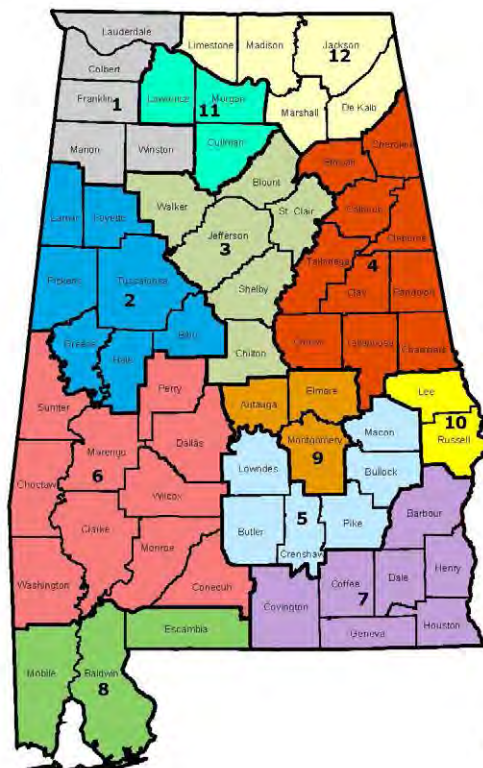 Lauderdale
Limestone
Madison
Jackson
12
Colbert
Franklin
1
Lawrence
Morgan
11
Marshall
De Kalb
Marion
Winston
Cullman
Cherokee
Etowah
Blount
Walker
St. Clair
Lamar
Fayette
Calhoun
Jefferson
3
Cleburne
Talladega
4
Pickens
Tuscaloosa
2
Shelby
Clay
Randolph
Bibb
Greene
Hale
Chilton
Coosa
Tallapoosa
Chambers
Perry
Sumter
Autauga
Elmore
Lee
10
Russell
Dallas
Marengo
6
Montgomery
9
Macon
Lowndes
Bullock
Choctaw
Wilcox
Barbour
Clarke
Butler
5
Pike
Crenshaw
Monroe
Henry
Washington
Conecuh
Coffee
Dale
7
Covington
Houston
Geneva
Escambia
Mobile
Baldwin
8